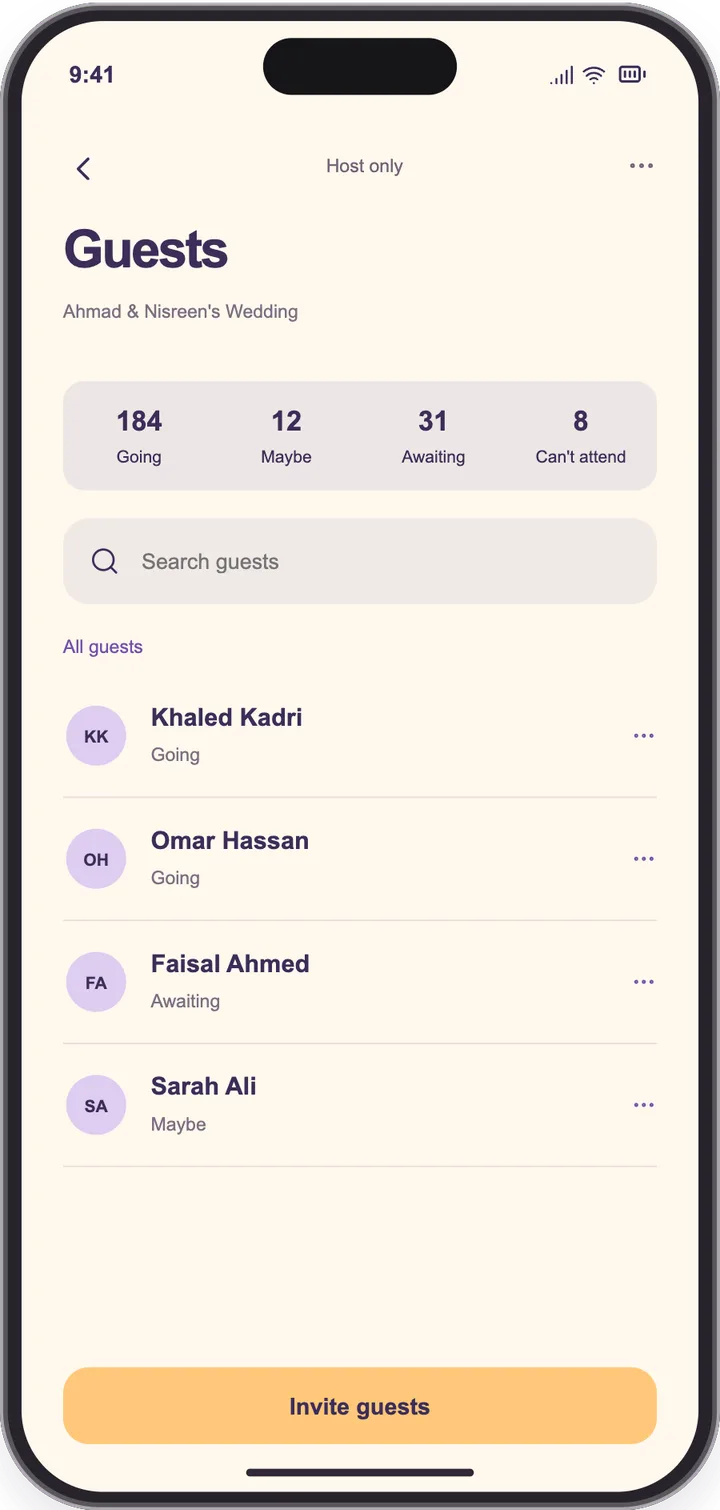 9:41
Host only
Guests
Ahmad & Nisreen's Wedding
184 12 31 8
Going Maybe Awaiting Can't attend
Search guests
All guests
KK
Khaled Kadri
Going
OH
Omar Hassan
Going
FA
Faisal Ahmed
Awaiting
SA
Sarah Ali
Maybe
Invite guests